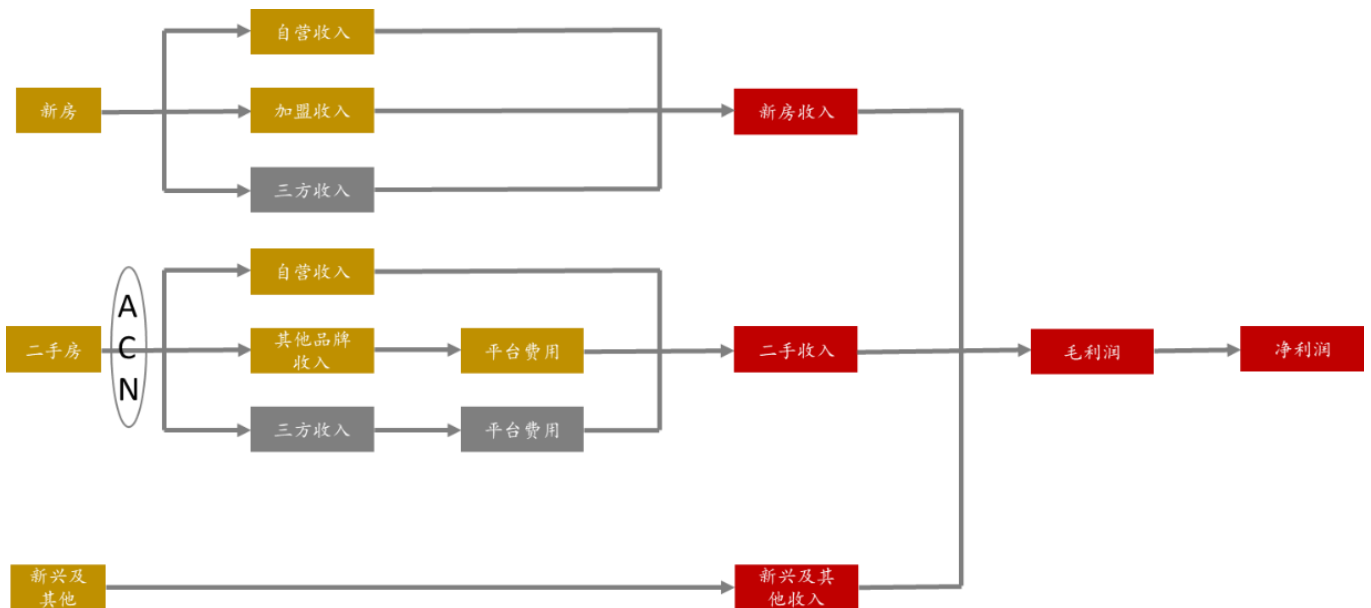 自营收入
新房
加盟收入
新房收入
三方收入
自营收入
A
C
N
二手房
其他品牌
收入
平台费用
二手收入
毛利润
净利润
三方收入
平台费用
新兴及
其他
新兴及其
他收入